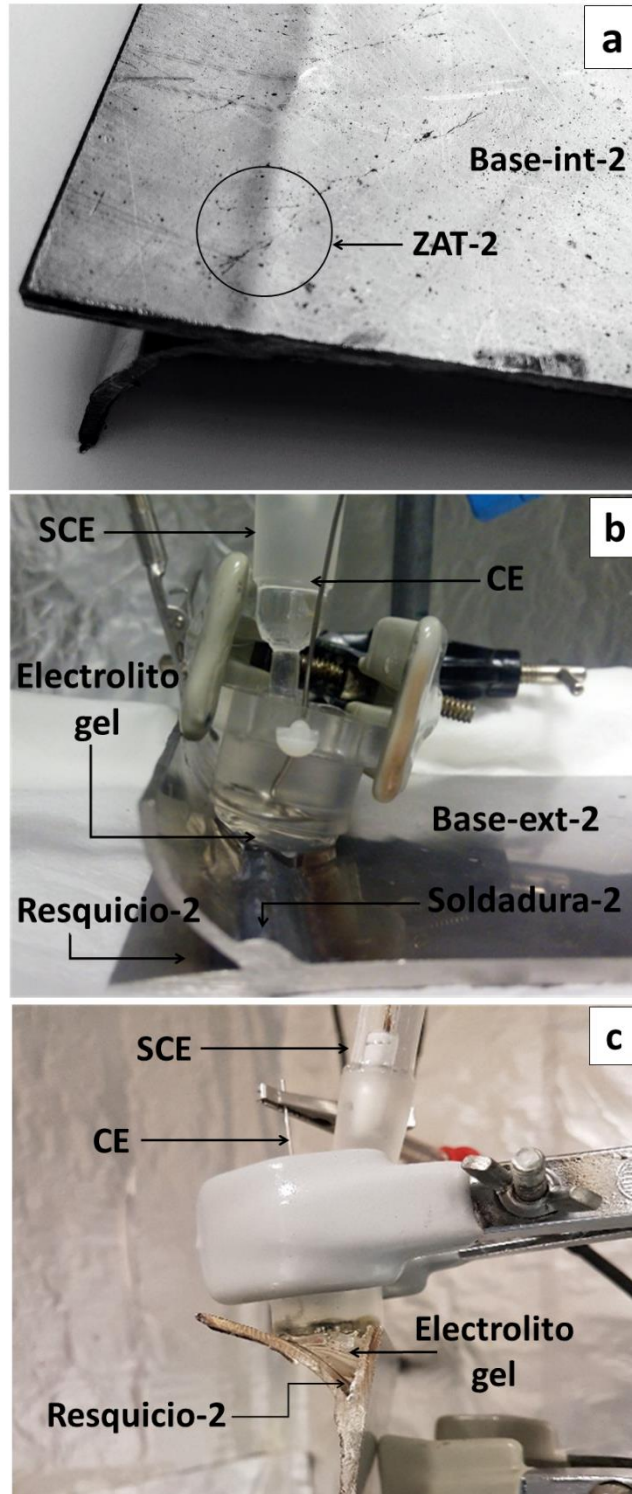 a
Base-int-2
ZAT-2
b
SCE
CE
Electrolito
gel
Base-ext-2
Resquicio-2
Soldadura-2
c
SCE
CE
Electrolito
gel
Resquicio-2